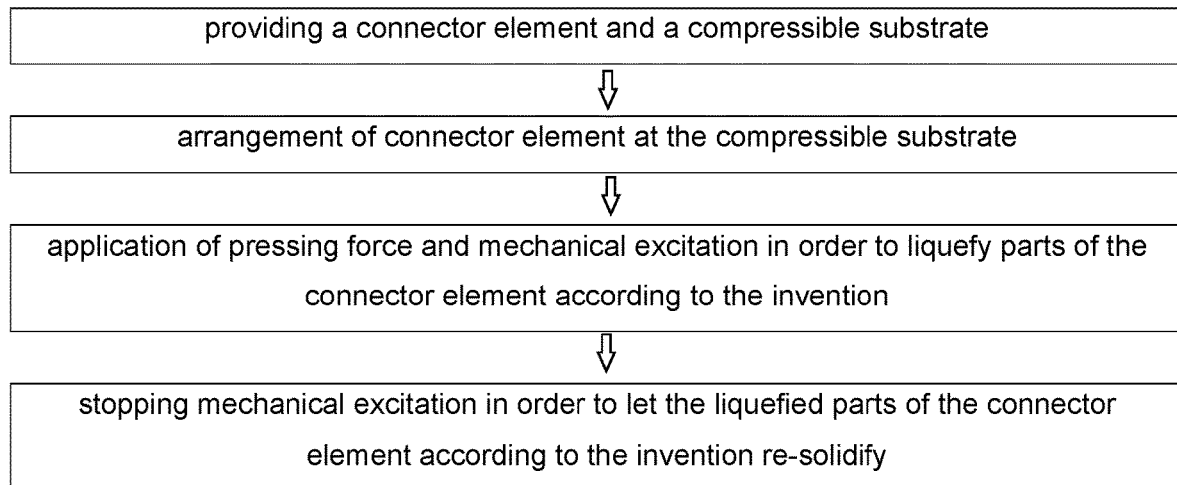 providing a connector element and a compressible substrate
arrangement of connector element at the compressible substrate
application of pressing force and mechanical excitation in order to liquefy parts of the
connector element according to the invention
stopping mechanical excitation in order to let the liquefied parts of the connector
element according to the invention re-solidify